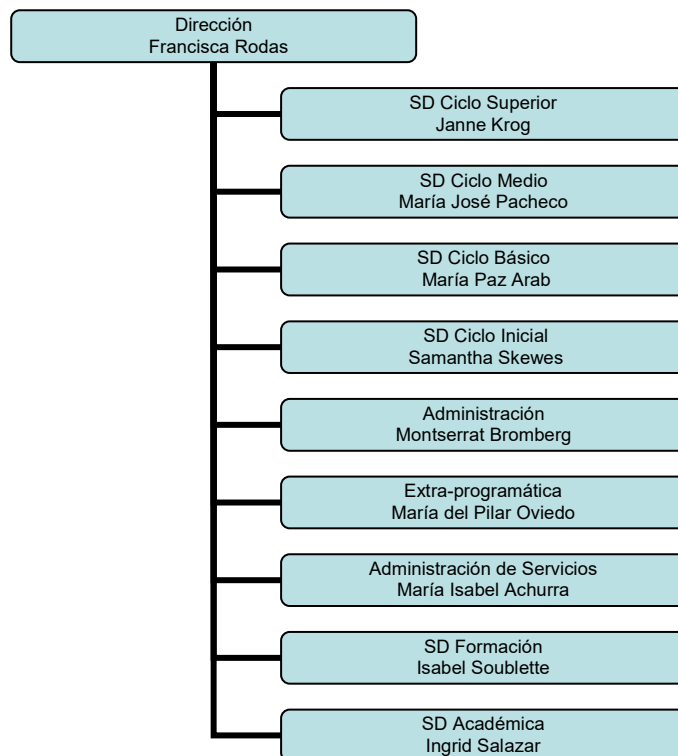 Dirección
Francisca Rodas
SD Ciclo Superior
Janne Krog
SD Ciclo Medio
María José Pacheco
SD Ciclo Básico
María Paz Arab
SD Ciclo Inicial
Samantha Skewes
Administración
Montserrat Bromberg
Extra-programática
María del Pilar Oviedo
Administración de Servicios
María Isabel Achurra
SD Formación
Isabel Soublette
SD Académica
Ingrid Salazar